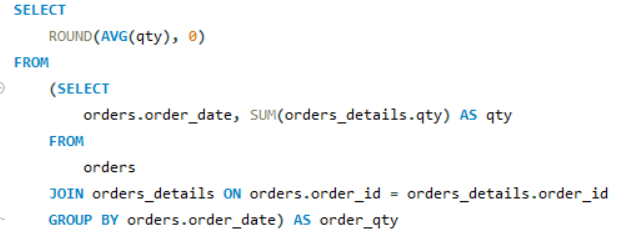 SELECT
ROUND(AVG(qty), 0)
FROM
(SELECT
orders.order_date, SUM(orders_details.qty) AS qty
FROM
orders
JOIN orders_details ON orders.order_id = orders_details.order_id
GROUP BY orders.order_date) AS order_qty